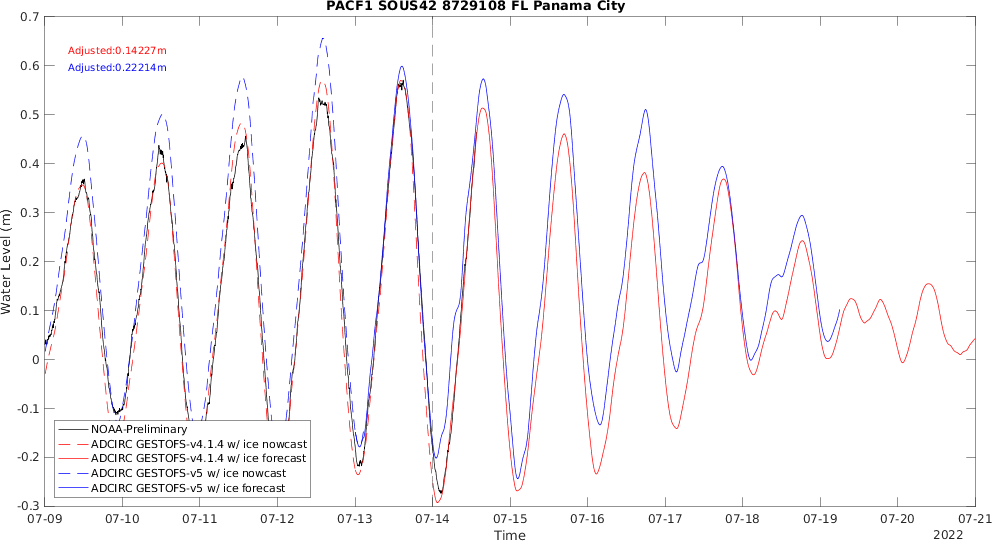 PACF1 SOUS42 8729108 FL Panama City
0.7
0.6
0.5
0.4
0.3
0.2
0.1
0
-0.1
-0.2
-0.3
Water Level (m)
Adjusted:0.14227m
Adjusted:0.22214m
NOAA-Preliminary
ADCIRC GESTOFS-v4.1.4 w/ ice nowcast
ADCIRC GESTOFS-v4.1.4 w/ ice forecast
ADCIRC GESTOFS-v5 w/ ice nowcast
ADCIRC GESTOFS-v5 w/ ice forecast
07-09 07-10 07-11 07-12 07-13 07-14 07-15 07-16 07-17 07-18 07-19 07-20 07-21
Time
2022